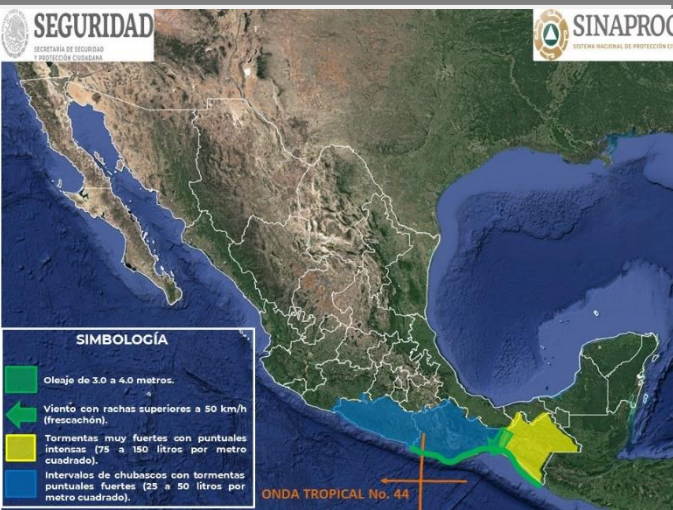 SEGURIDAD
SECRETARÍA DE SEGURIDAD
Y PROTECCIÓN CIUDADANA
SINAPROC
SISTEMA NACIONAL DE PROTECCIÓN CI
SIMBOLOGÍA
Oleaje de 3.0 a 4.0 metros.
Viento con rachas superiores a 50 km/h
(frescachón).
Tormentas muy fuertes con puntuales
intensas (75 a 150 litros por metro
cuadrado).
Intervalos de chubascos con tormentas
puntuales fuertes (25 a 50 litros por
metro cuadrado).
ONDA TROPICAL No. 44